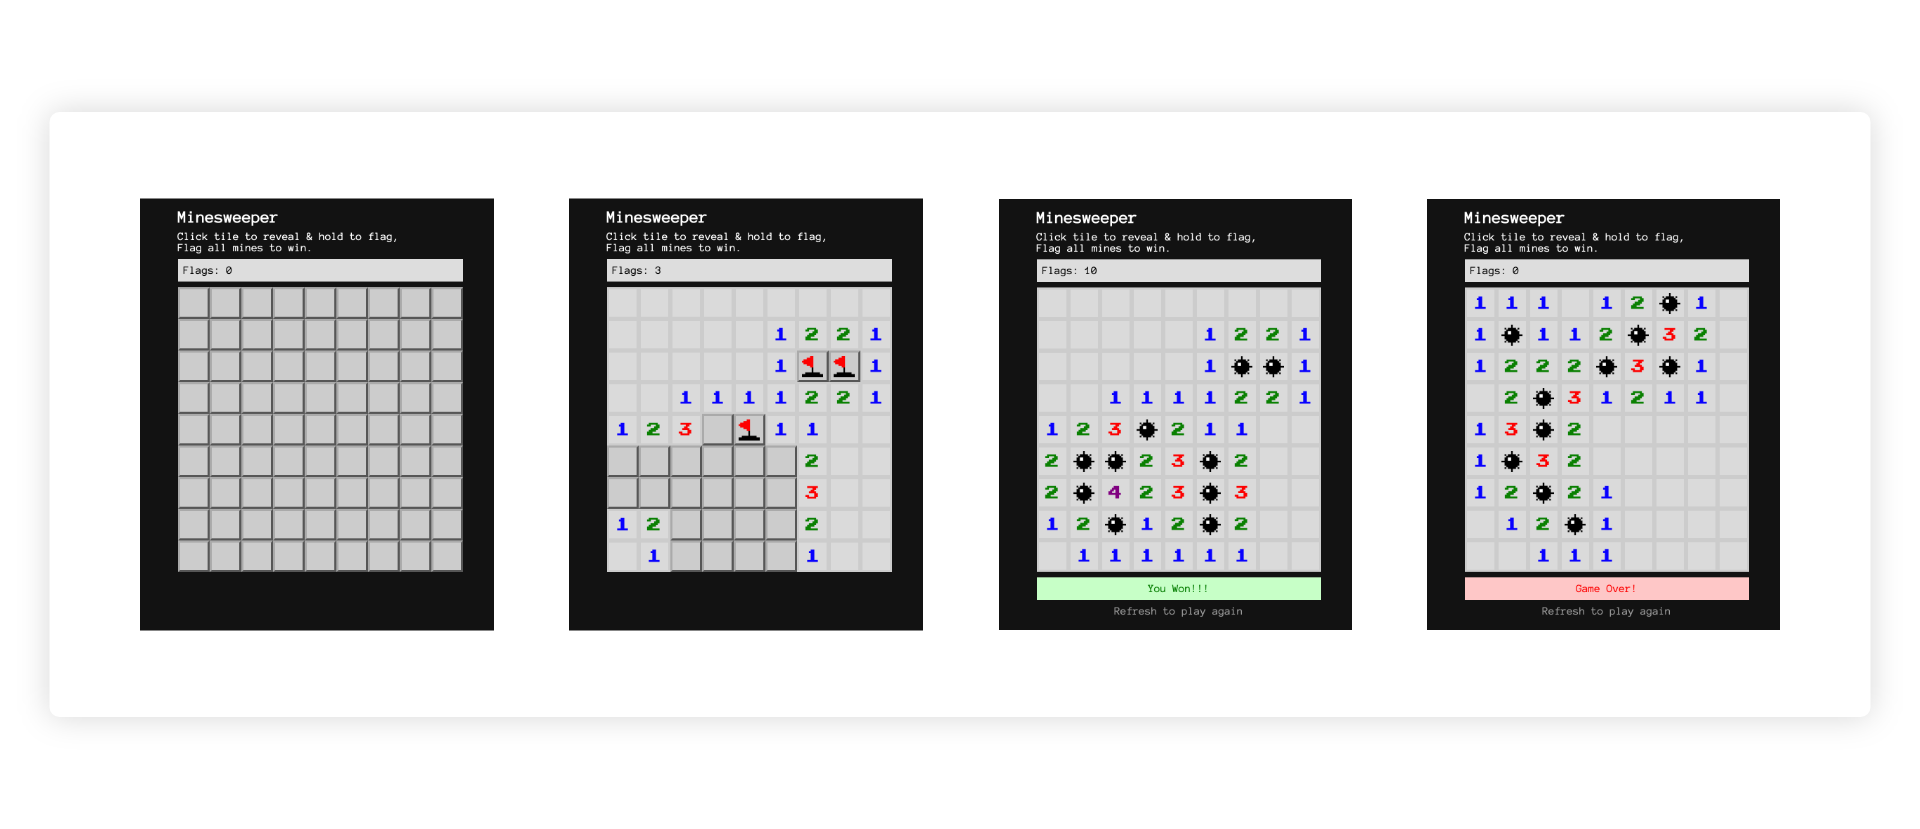 Minesweeper
Click tile to reveal & hold to flag,
Flag all mines to win.
Flags: 0
Minesweeper
Click tile to reveal & hold to flag,
Flag all mines to win.
Flags: 3
1 2 2 1
1 1
1 1 1 1 2 2 1
1 2 3 1 1
2
3
1 2 2
1 1
Minesweeper
Click tile to reveal & hold to flag,
Flag all mines to win.
Flags: 10
1 2 2 1
1 1
1 1 1 1 2 2 1
1 2 3 2 1 1
2 2 3 2
2 4 2 3 3
1 2 1 2 2
1 1 1 1 1 1
You Won!!!
Refresh to play again
Minesweeper
Click tile to reveal & hold to flag,
Flag all mines to win.
Flags: 0
1 1 1 1 2 1
1 1 1 2 3 2
1 2 2 2 3 1
2 3 1 2 1 1
1 3 2
1 3 2
1 2 2 1
1 2 1
1 1 1
Game Over!
Refresh to play again